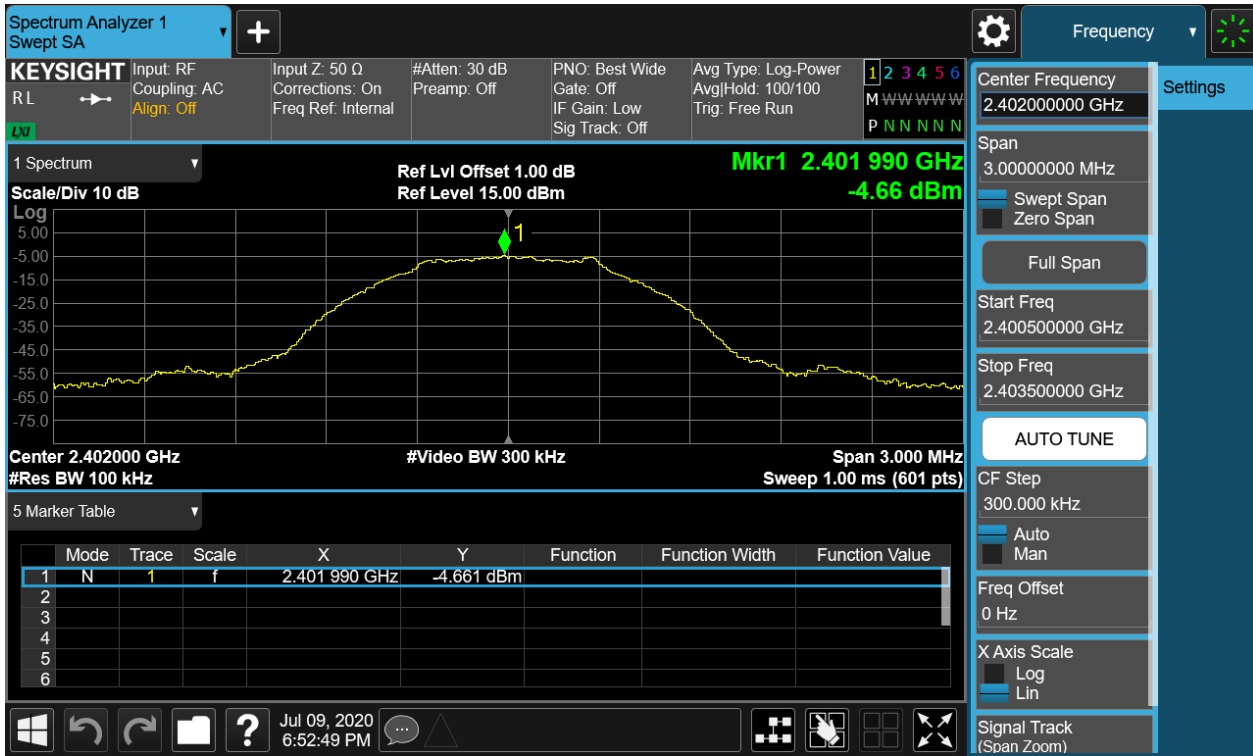 Spectrum Analyzer 1
Swept SA
Frequency
KEYSIGHT
R L
LXI
Input: RF
Coupling: AC
Align: Off
Input Z: 50 Ω
Corrections: On
Freq Ref: Internal
#Atten: 30 dB
Preamp: Off
PNO: Best Wide
Gate: Off
IF Gain: Low
Sig Track: Off
Avg Type: Log-Power
Avg|Hold: 100/100
Trig: Free Run
1 2 3 4 5 6
M W W W W W
P N N N N N
1 Spectrum
Scale/Div 10 dB
Ref Lvl Offset 1.00 dB
Ref Level 15.00 dBm
Mkr1 2.401 990 GHz
-4.66 dBm
Log
1
5.00
-5.00
-15.0
-25.0
-35.0
-45.0
-55.0
-65.0
-75.0
Center 2.402000 GHz
#Video BW 300 kHz
Span 3.000 MHz
#Res BW 100 kHz
Sweep 1.00 ms (601 pts)
5 Marker Table
Mode Trace Scale X Y Function Function Width Function Value
1 N 1 f 2.401 990 GHz -4.661 dBm
2
3
4
5
6
Jul 09, 2020
6:52:49 PM
?
Center Frequency
2.402000000 GHz
Settings
Span
3.00000000 MHz
Swept Span
Zero Span
Full Span
Start Freq
2.400500000 GHz
Stop Freq
2.403500000 GHz
AUTO TUNE
CF Step
300.000 kHz
Auto
Man
Freq Offset
0 Hz
X Axis Scale
Log
Lin
Signal Track
(Span Zoom)